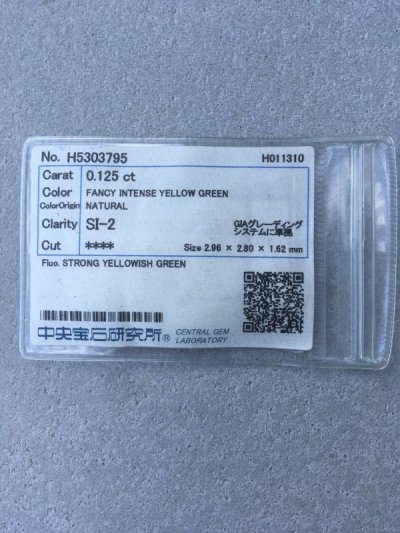 No. H5303795 H011310
Carat 0.125 ct
Color FANCY INTENSE YELLOW GREEN
ColorOrigin NATURAL
Clarity SI-2 GIAグレーディング
システムに準拠
Cut **** Size 2.96 × 2.80 × 1.62 mm
Fluo. STRONG YELLOWISH GREEN
中央宝石研究所® CENTRAL GEM
LABORATORY